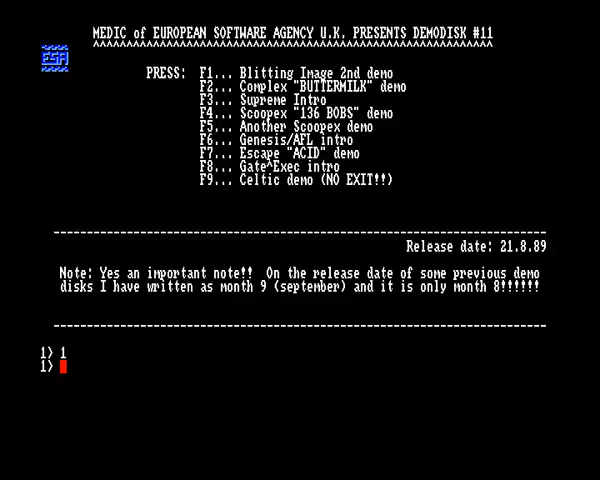 MEDIC of EUROPEAN SOFTWARE AGENCY U.K. PRESENTS DEMODISK #11
^^^^^^^^^^^^^^^^^^^^^^^^^^^^^^^^^^^^^^^^^^^^^^^^^^^^^^^^^^^^
ESA
PRESS: F1... Blitting Image 2nd demo
F2... Complex "BUTTERMILK" demo
F3... Supreme Intro
F4... Scoopex "136 BOBS" demo
F5... Another Scoopex demo
F6... Genesis/AFL intro
F7... Escape "ACID" demo
F8... Gate^Exec intro
F9... Celtic demo (NO EXIT!!)
--------------------------------------------------------------------------
Release date: 21.8.89
Note: Yes an important note!! On the release date of some previous demo
disks I have written as month 9 (september) and it is only month 8!!!!!!
--------------------------------------------------------------------------
1> 1
1>